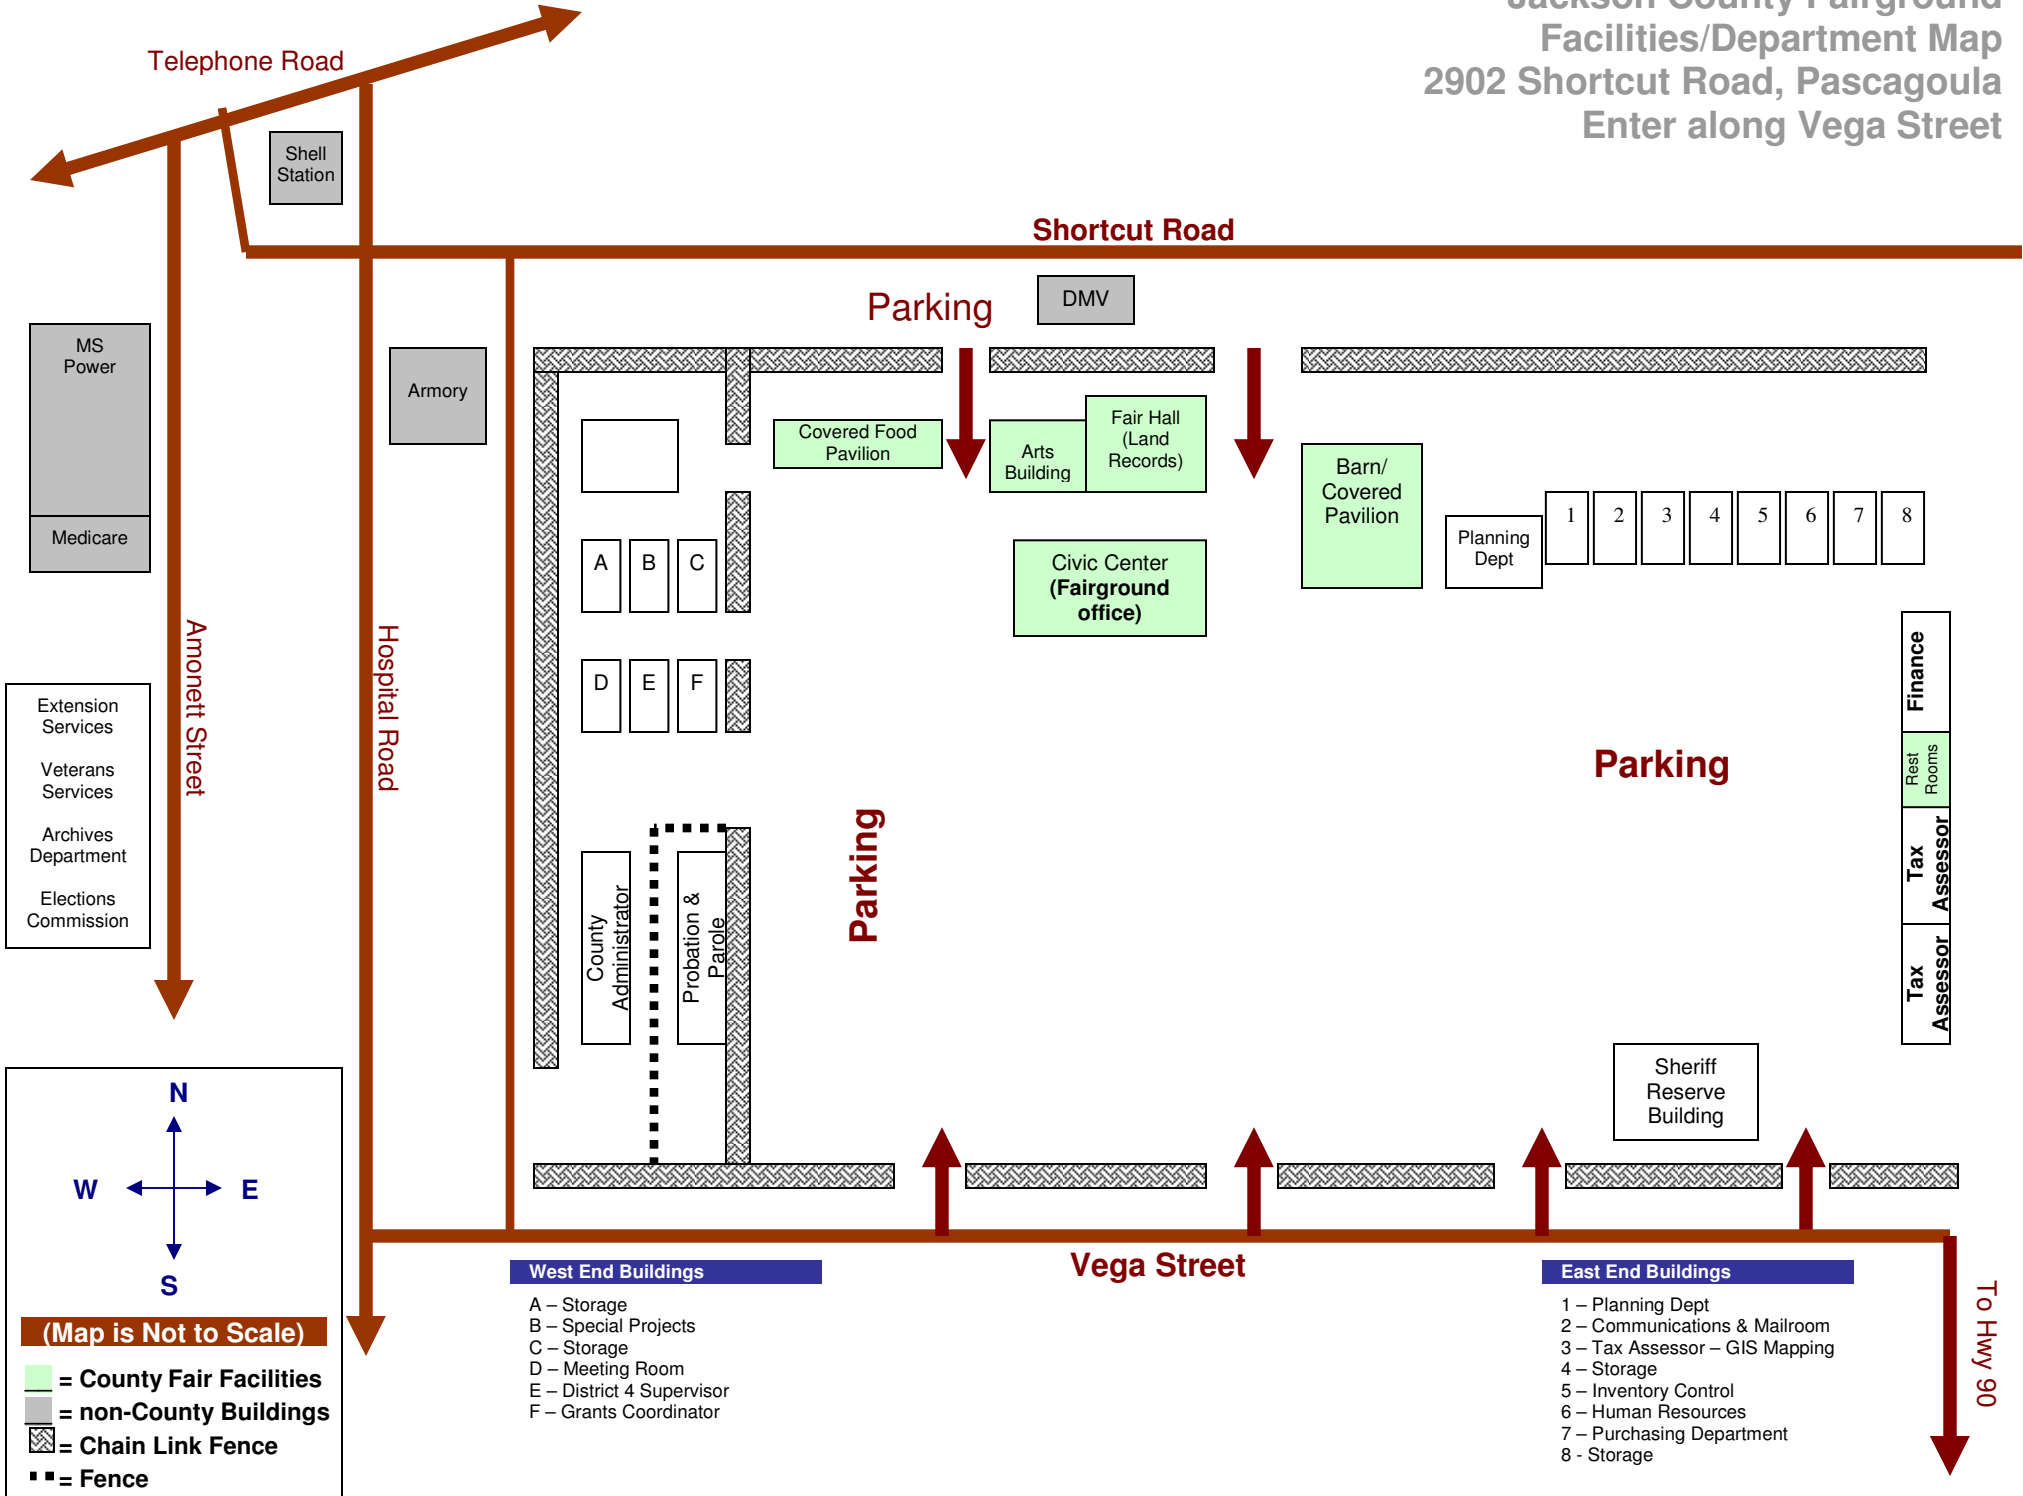 Jackson County Fairground
Facilities/Department Map
2902 Shortcut Road, Pascagoula
Enter along Vega Street
Telephone Road
Shell
Station
Shortcut Road
Parking
DMV
MS
Power
Medicare
Armory
Covered Food
Pavilion
Arts
Building
Fair Hall
(Land
Records)
Barn/
Covered
Pavilion
Planning
Dept
1
2
3
4
5
6
7
8
A
B
C
Civic Center
(Fairground
office)
D
E
F
Amonett Street
Hospital Road
Extension
Services
Veterans
Services
Archives
Department
Elections
Commission
Finance
Rest
Rooms
Tax
Assessor
Tax
Assessor
Parking
Parking
County
Administrator
Probation &
Parole
Sheriff
Reserve
Building
N
W
E
S
(Map is Not to Scale)
= County Fair Facilities
= non-County Buildings
= Chain Link Fence
= Fence
Vega Street
West End Buildings
A – Storage
B – Special Projects
C – Storage
D – Meeting Room
E – District 4 Supervisor
F – Grants Coordinator
East End Buildings
1 – Planning Dept
2 – Communications & Mailroom
3 – Tax Assessor – GIS Mapping
4 – Storage
5 – Inventory Control
6 – Human Resources
7 – Purchasing Department
8 - Storage
To Hwy 90